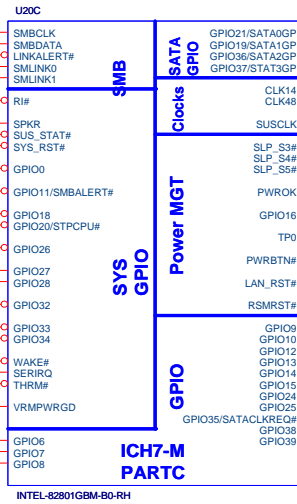 U20C
SMBCLK
SMBDATA
LINKALERT#
SMLINK0
SMLINK1
SMB
RI#
SPKR
SUS_STAT#
SYS_RST#
GPIO0
GPIO11/SMBALERT#
GPIO18
GPIO20/STPCPU#
GPIO26
GPIO27
GPIO28
GPIO32
GPIO33
GPIO34
WAKE#
SERIRQ
THRM#
VRMPWRGD
SYS
GPIO
GPIO6
GPIO7
GPIO8
SATA
GPIO
GPIO21/SATA0GP
GPIO19/SATA1GP
GPIO36/SATA2GP
GPIO37/STAT3GP
Clocks
CLK14
CLK48
SUSCLK
Power MGT
SLP_S3#
SLP_S4#
SLP_S5#
PWROK
GPIO16
TP0
PWRBTN#
LAN_RST#
RSMRST#
GPIO
GPIO9
GPIO10
GPIO12
GPIO13
GPIO14
GPIO15
GPIO24
GPIO25
GPIO35/SATACLKREQ#
GPIO38
GPIO39
ICH7-M
PARTC
INTEL-82801GBM-B0-RH